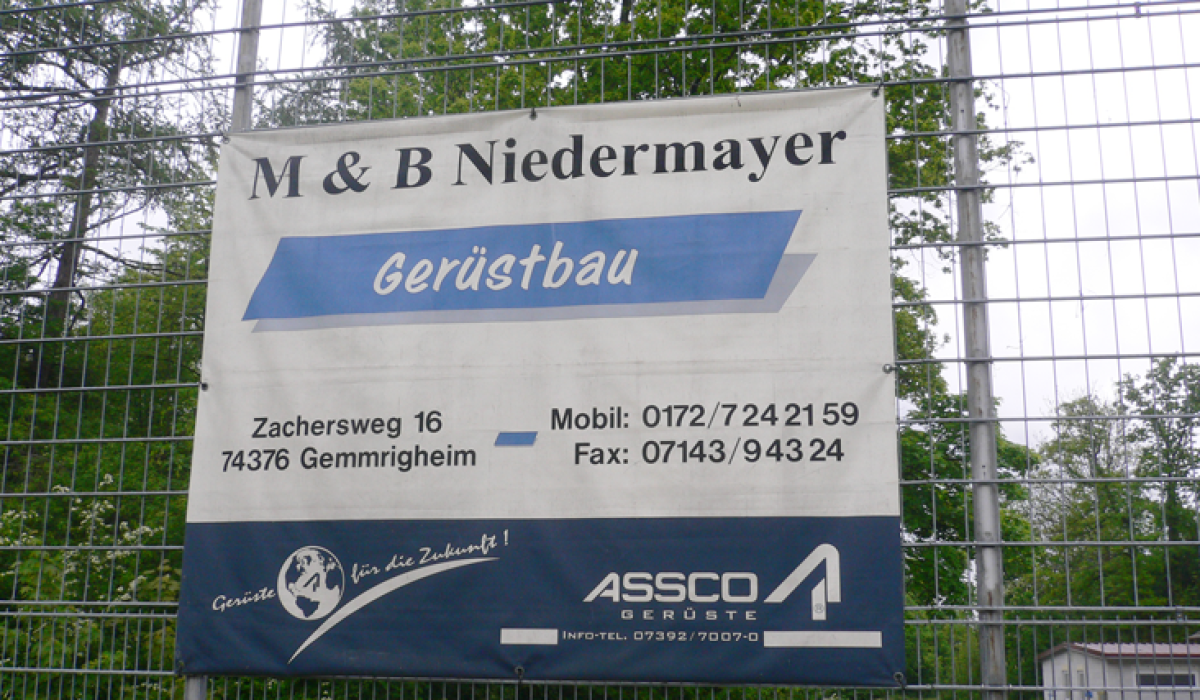 M & B Niedermayer
Gerüstbau
Zachersweg 16
74376 Gemmrigheim
Mobil: 0172/7 24 21 59
Fax: 07143/9 43 24
Gerüste für die Zukunft!
ASSCO
GERÜSTE
INFO-TEL. 07392/7007-0